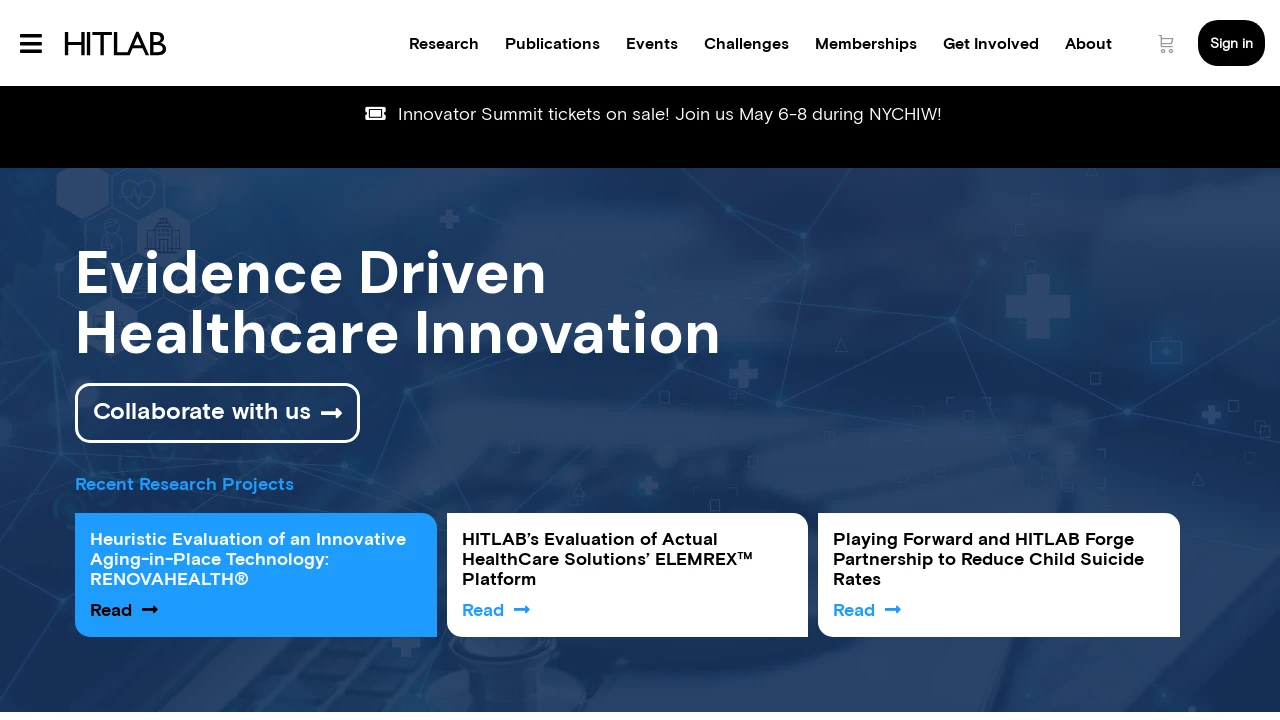 HITLAB
Research
Publications
Events
Challenges
Memberships
Get Involved
About
Sign in
Innovator Summit tickets on sale! Join us May 6-8 during NYCHIW!
Evidence Driven
Healthcare Innovation
Collaborate with us
Recent Research Projects
Heuristic Evaluation of an Innovative
Aging-in-Place Technology:
RENOVAHEALTH®
Read
HITLAB’s Evaluation of Actual
HealthCare Solutions’ ELEMREX™
Platform
Read
Playing Forward and HITLAB Forge
Partnership to Reduce Child Suicide
Rates
Read